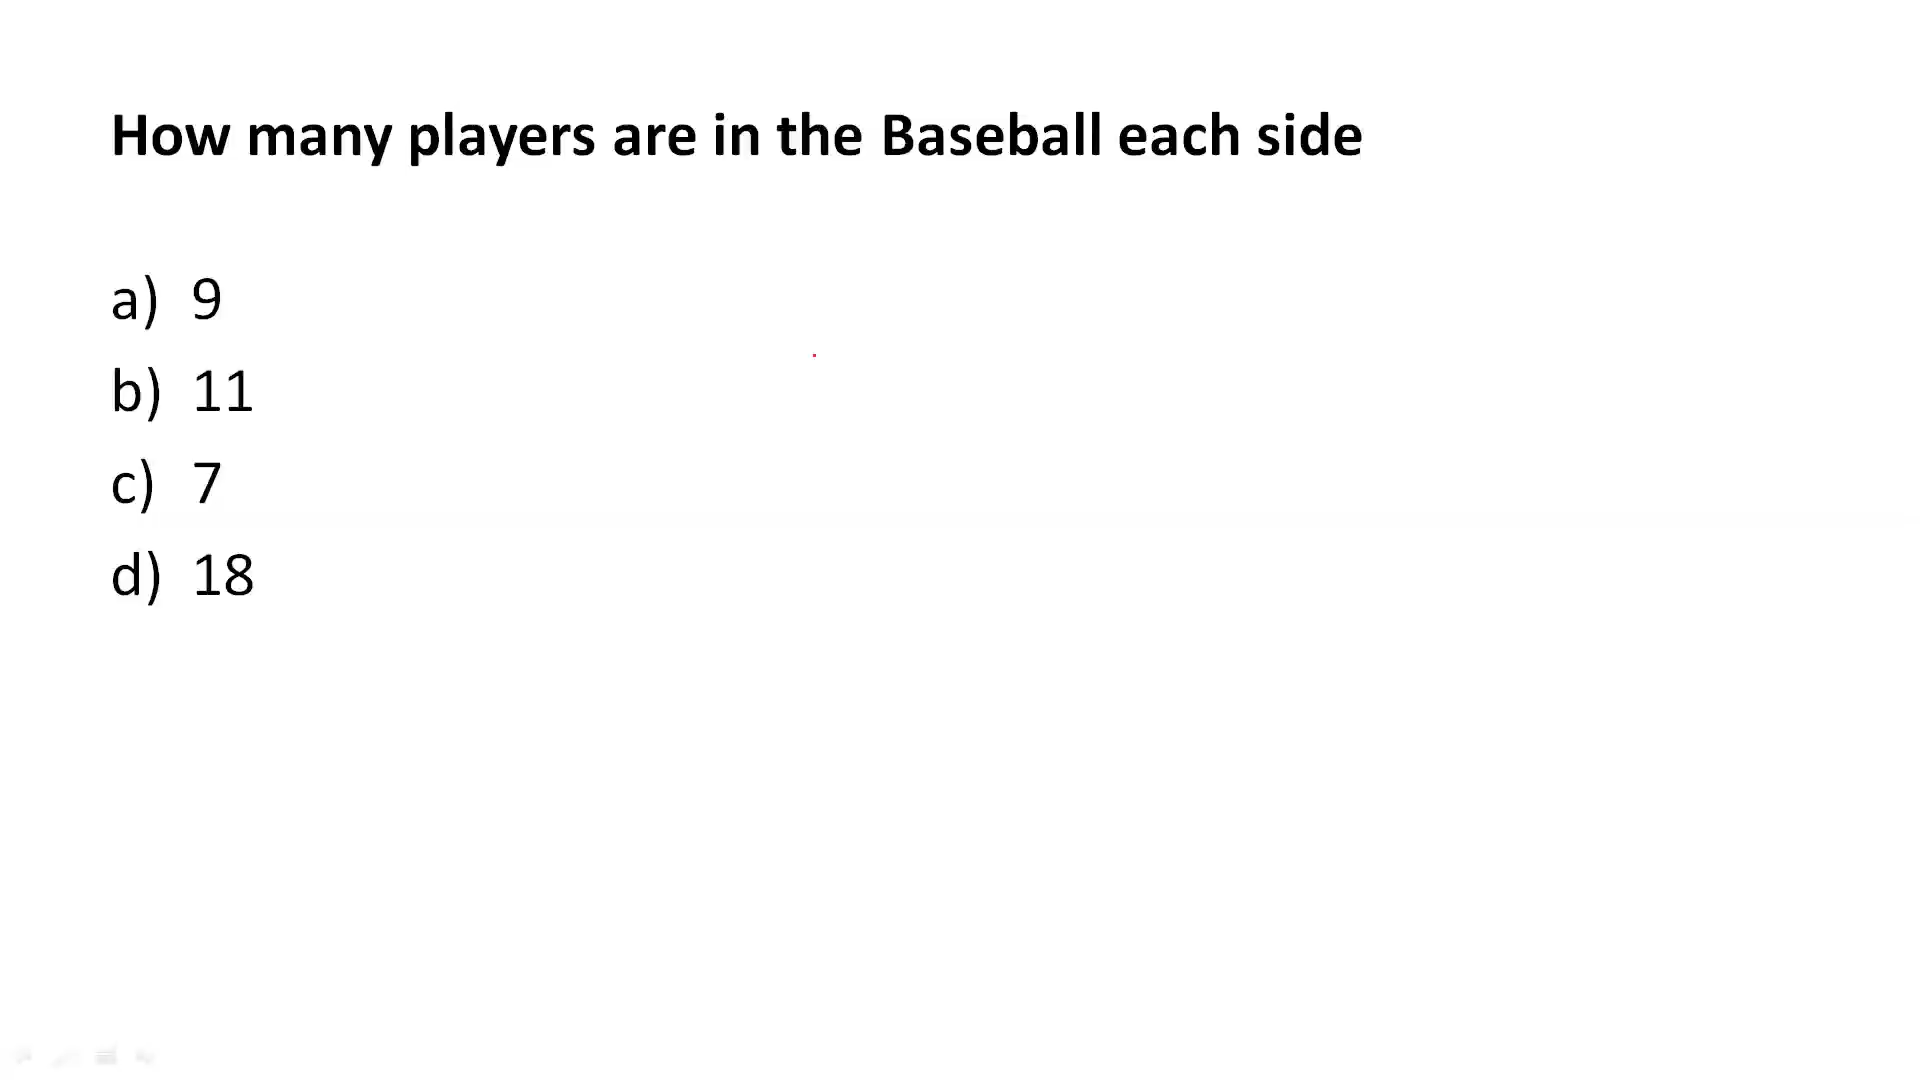 How many players are in the Baseball each side
a) 9
b) 11
c) 7
d) 18